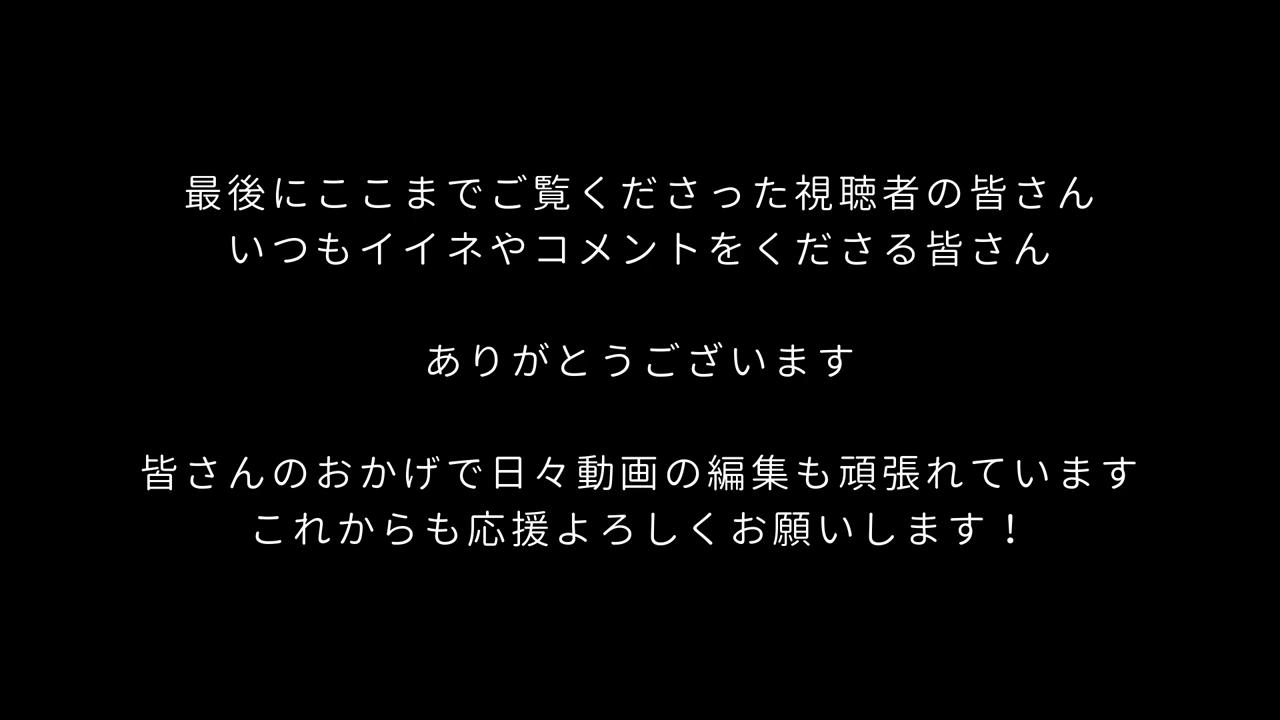 最後にここまでご覧くださった視聴者の皆さん
いつもイイネやコメントをくださる皆さん
ありがとうございます
皆さんのおかげで日々動画の編集も頑張れています
これからも応援よろしくお願いします！